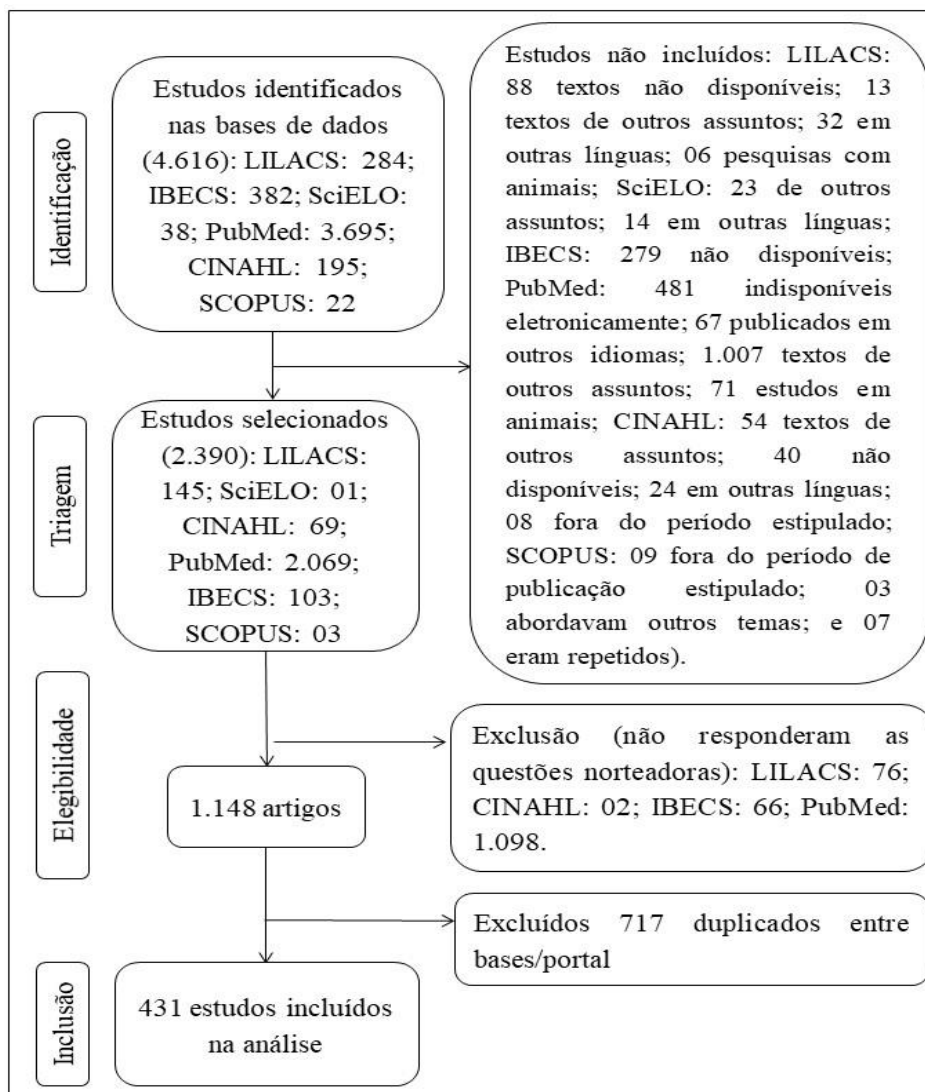 Identificação
Estudos identificados
nas bases de dados
(4.616): LILACS: 284;
IBECS: 382; SciELO:
38; PubMed: 3.695;
CINAHL: 195;
SCOPUS: 22
Estudos não incluídos: LILACS:
88 textos não disponíveis; 13
textos de outros assuntos; 32 em
outras línguas; 06 pesquisas com
animais; SciELO: 23 de outros
assuntos; 14 em outras línguas;
IBECS: 279 não disponíveis;
PubMed: 481 indisponíveis
eletronicamente; 67 publicados em
outros idiomas; 1.007 textos de
outros assuntos; 71 estudos em
animais; CINAHL: 54 textos de
outros assuntos; 40 não
disponíveis; 24 em outras línguas;
08 fora do período estipulado;
SCOPUS: 09 fora do período de
publicação estipulado; 03
abordavam outros temas; e 07
eram repetidos).
Triagem
Estudos selecionados
(2.390): LILACS:
145; SciELO: 01;
CINAHL: 69;
PubMed: 2.069;
IBECS: 103;
SCOPUS: 03
Elegibilidade
1.148 artigos
Exclusão (não responderam as
questões norteadoras): LILACS: 76;
CINAHL: 02; IBECS: 66; PubMed:
1.098.
Excluídos 717 duplicados entre
bases/portal
Inclusão
431 estudos incluídos
na análise